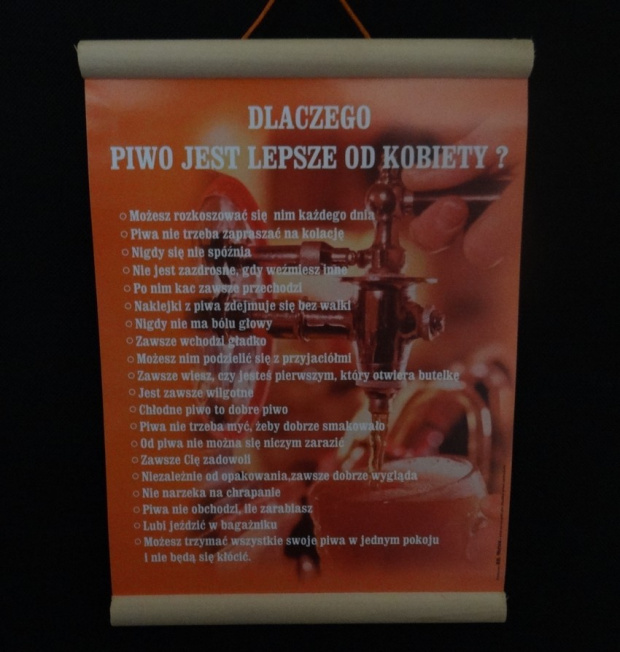 DLACZEGO
PIWO JEST LEPSZE OD KOBIETY ?
○ Możesz rozkoszować się nim każdego dnia
○ Piwa nie trzeba zapraszać na kolację
○ Nigdy się nie spóźnia
○ Nie jest zazdrosne, gdy weźmiesz inne
○ Po nim kac zawsze przechodzi
○ Naklejki z piwa zdejmuje się bez walki
○ Nigdy nie ma bólu głowy
○ Zawsze wchodzi gładko
○ Możesz nim podzielić się z przyjaciółmi
○ Zawsze wiesz, czy jesteś pierwszym, który otwiera butelkę
○ Jest zawsze wilgotne
○ Chłodne piwo to dobre piwo
○ Piwa nie trzeba myć, żeby dobrze smakowało
○ Od piwa nie można się niczym zarazić
○ Zawsze Cię zadowoli
○ Niezależnie od opakowania,zawsze dobrze wygląda
○ Nie narzeka na chrapanie
○ Piwa nie obchodzi, ile zarabiasz
○ Lubi jeździć w bagażniku
○ Możesz trzymać wszystkie swoje piwa w jednym pokoju
i nie będą się kłócić.